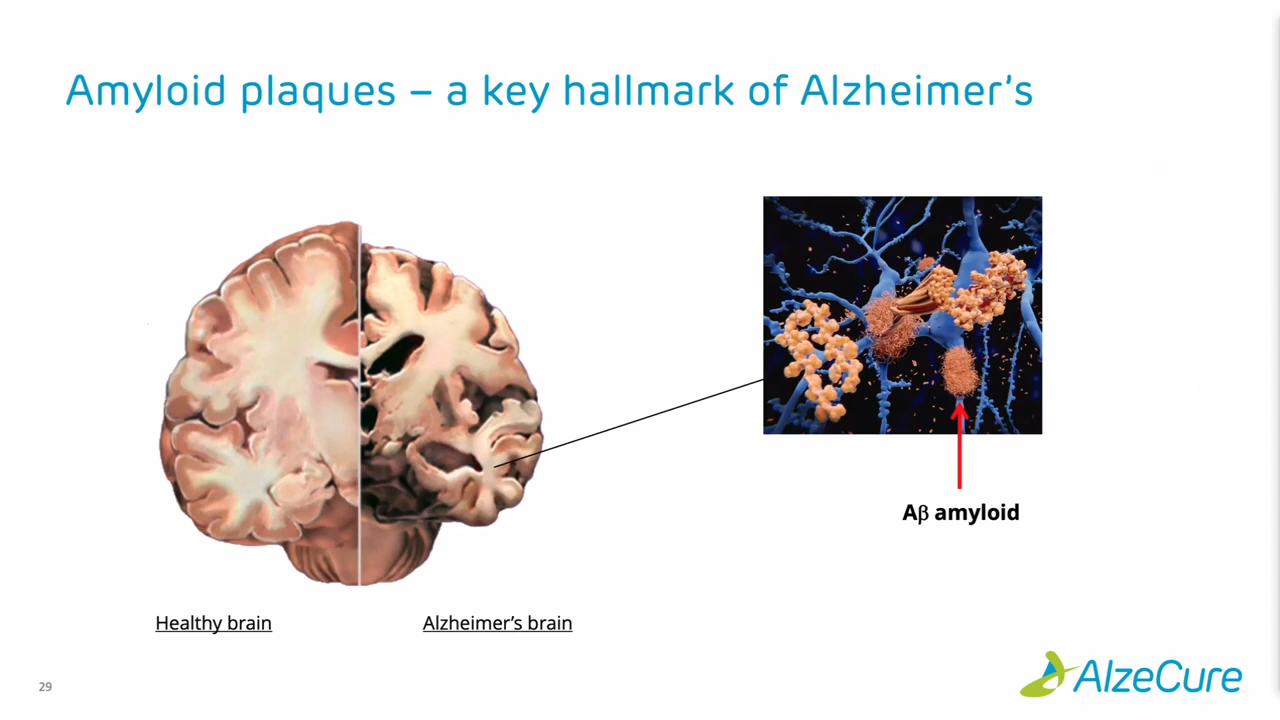 Amyloid plaques – a key hallmark of Alzheimer’s
Aβ amyloid
Healthy brain
Alzheimer’s brain
29
AlzeCure